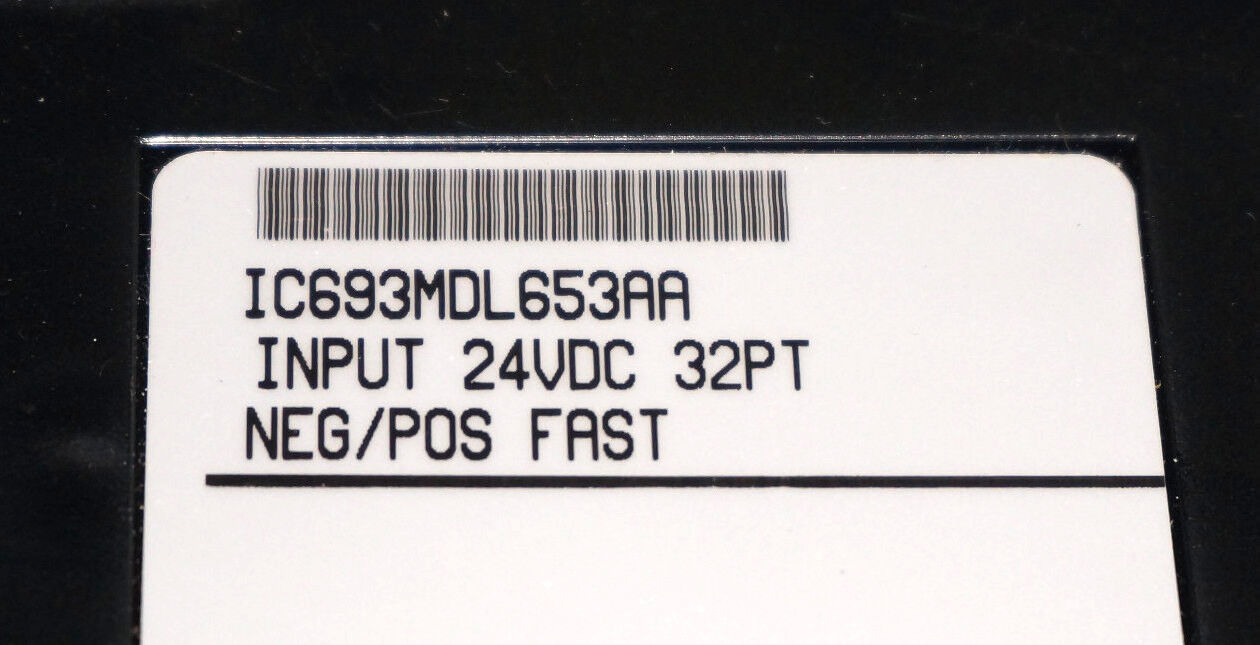 IC693MDL653AA
INPUT 24VDC 32PT
NEG/POS FAST